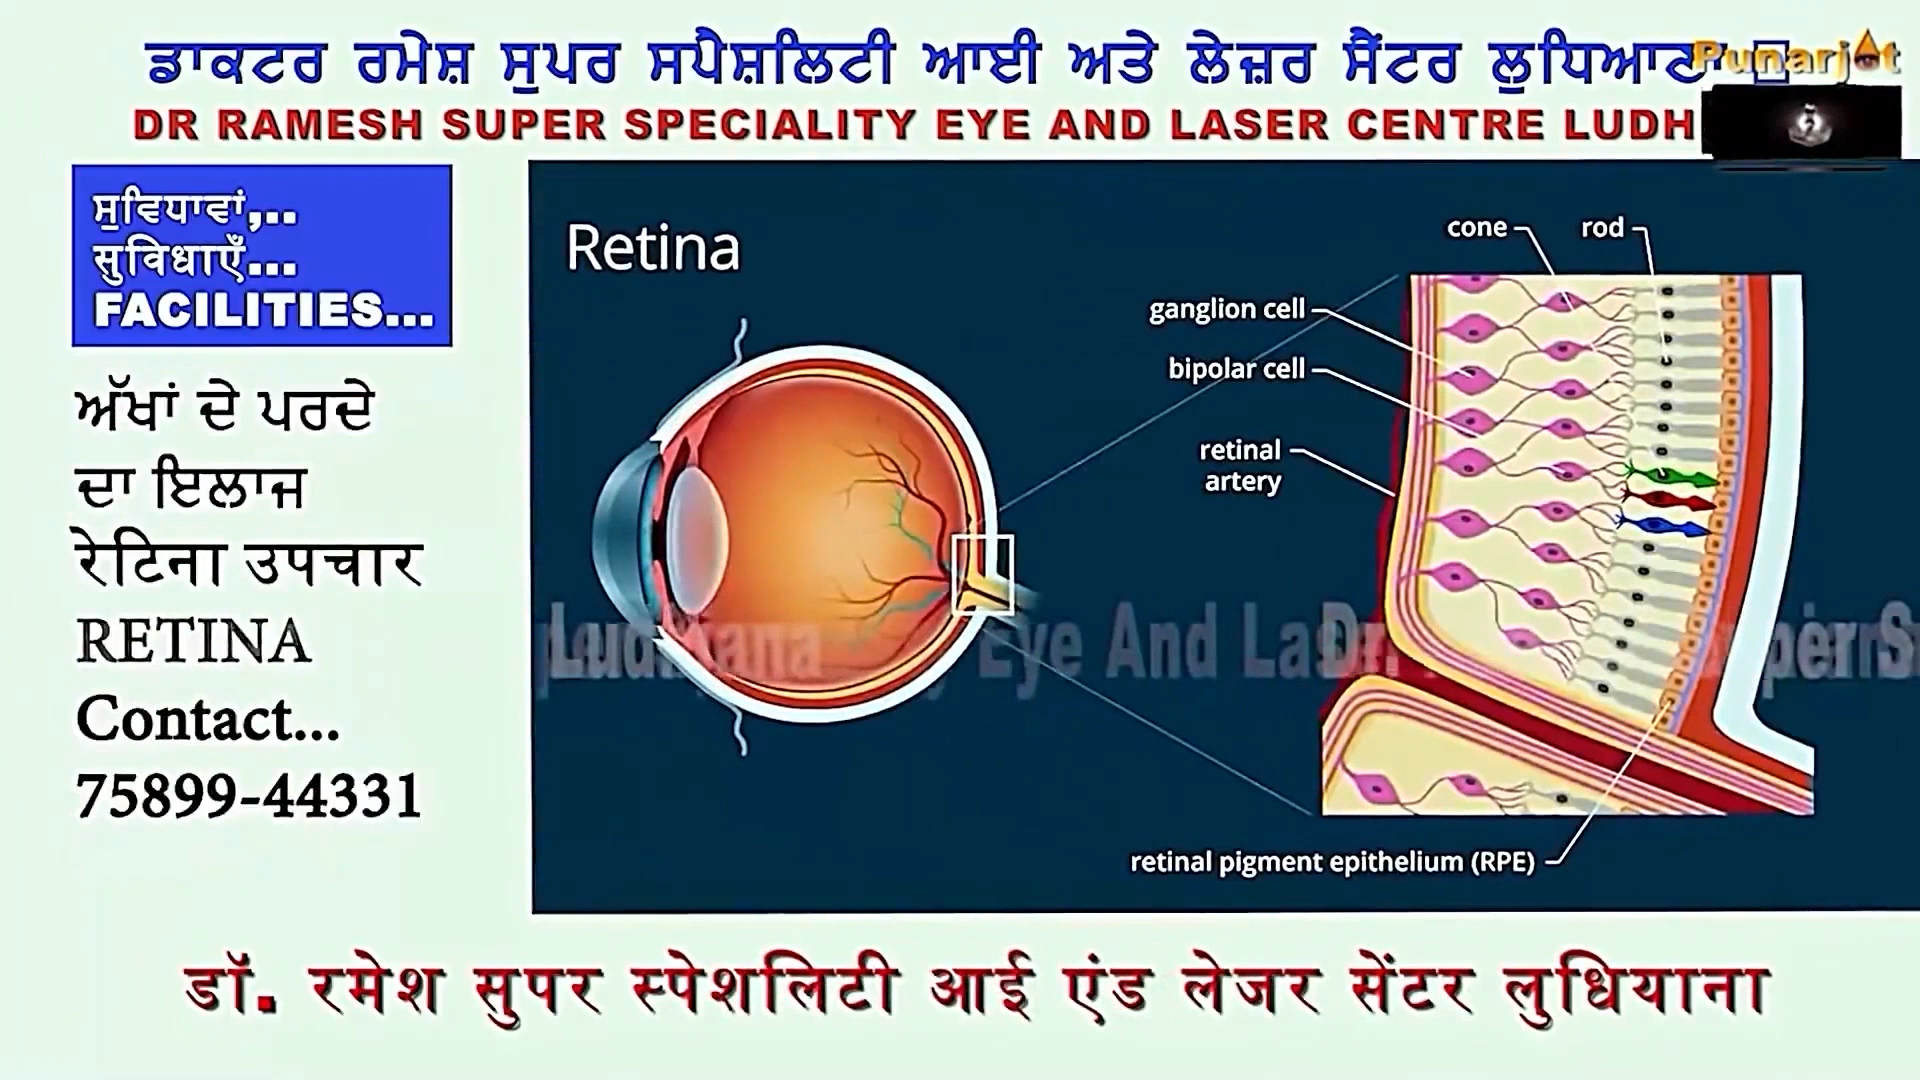 ਡਾਕਟਰ ਰਮੇਸ਼ ਸੁਪਰ ਸਪੈਸ਼ਲਿਟੀ ਆਈ ਅਤੇ ਲੇਜ਼ਰ ਸੈਂਟਰ ਲੁਧਿਆਣਾ
Punarjot
DR RAMESH SUPER SPECIALITY EYE AND LASER CENTRE LUDH
ਸੁਵਿਧਾਵਾਂ,..
सुविधाएँ...
FACILITIES...
ਅੱਖਾਂ ਦੇ ਪਰਦੇ
ਦਾ ਇਲਾਜ
रेटिना उपचार
RETINA
Contact...
75899-44331
Retina
cone
rod
ganglion cell
bipolar cell
retinal
artery
Eye And
retinal pigment epithelium (RPE)
डॉ. रमेश सुपर स्पेशलिटी आई एंड लेजर सेंटर लुधियाना